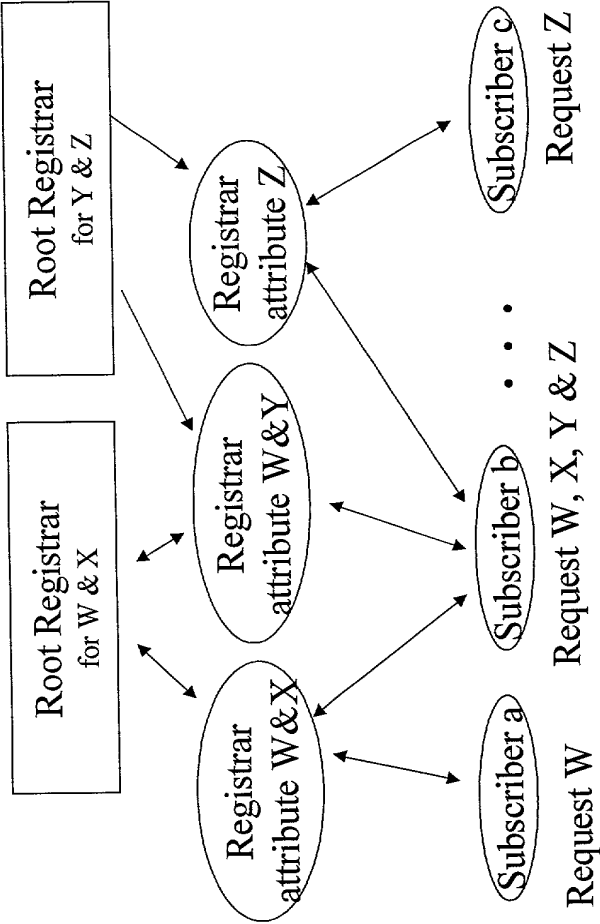 Root Registrar
for W & X
Root Registrar
for Y & Z
Registrar
attribute W&X
Registrar
attribute W&Y
Registrar
attribute Z
Subscriber a
Request W
Subscriber b
Request W, X, Y & Z
• • •
Subscriber c
Request Z